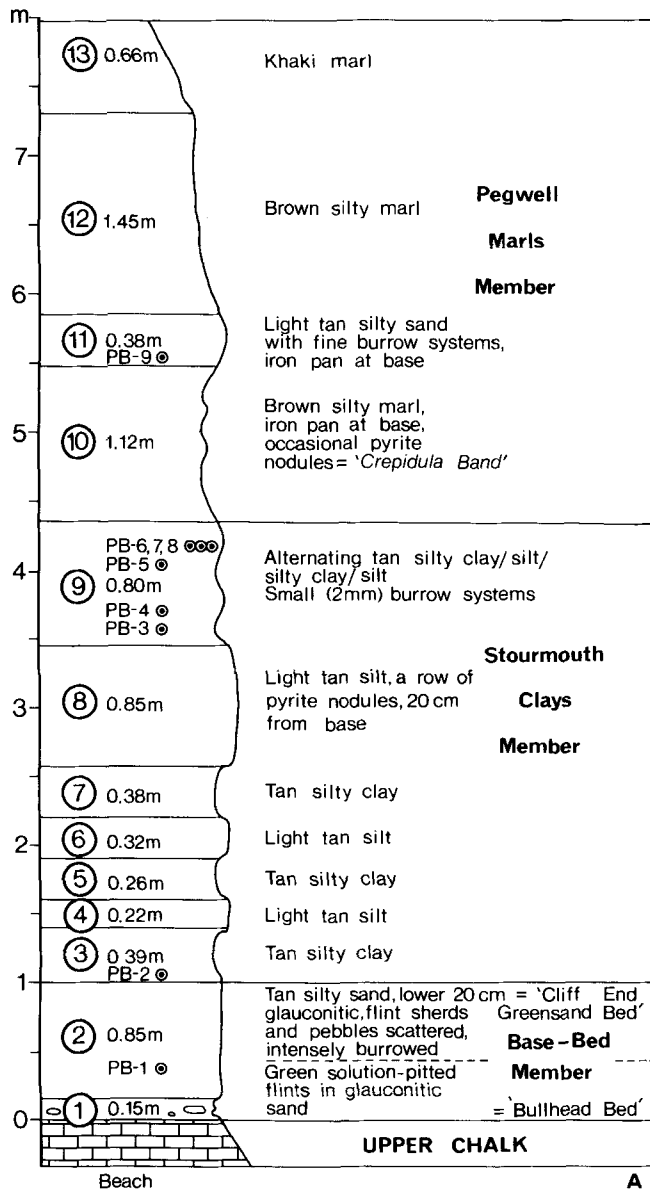 m
13 0.66m
Khaki marl
7
12 1.45m
Brown silty marl
Pegwell
Marls
Member
6
11 0.38m
PB-9
Light tan silty sand
with fine burrow systems,
iron pan at base
5
10 1.12m
Brown silty marl,
iron pan at base,
occasional pyrite
nodules = 'Crepidula Band'
PB-6,7,8
PB-5
4
9 0.80m
PB-4
PB-3
Alternating tan silty clay/silt/
silty clay/silt
Small (2mm) burrow systems
Stourmouth
Clays
Member
3
8 0.85m
Light tan silt, a row of
pyrite nodules, 20 cm
from base
7 0.38m
Tan silty clay
2
6 0.32m
Light tan silt
5 0.26m
Tan silty clay
4 0.22m
Light tan silt
3 0.39m
PB-2
Tan silty clay
1
2 0.85m
PB-1
Tan silty sand, lower 20 cm = 'Cliff End
glauconitic, flint sherds Greensand Bed'
and pebbles scattered,
intensely burrowed
Base-Bed
Member
Green solution-pitted
flints in glauconitic
sand = 'Bullhead Bed'
1 0.15m
0
UPPER CHALK
Beach
A